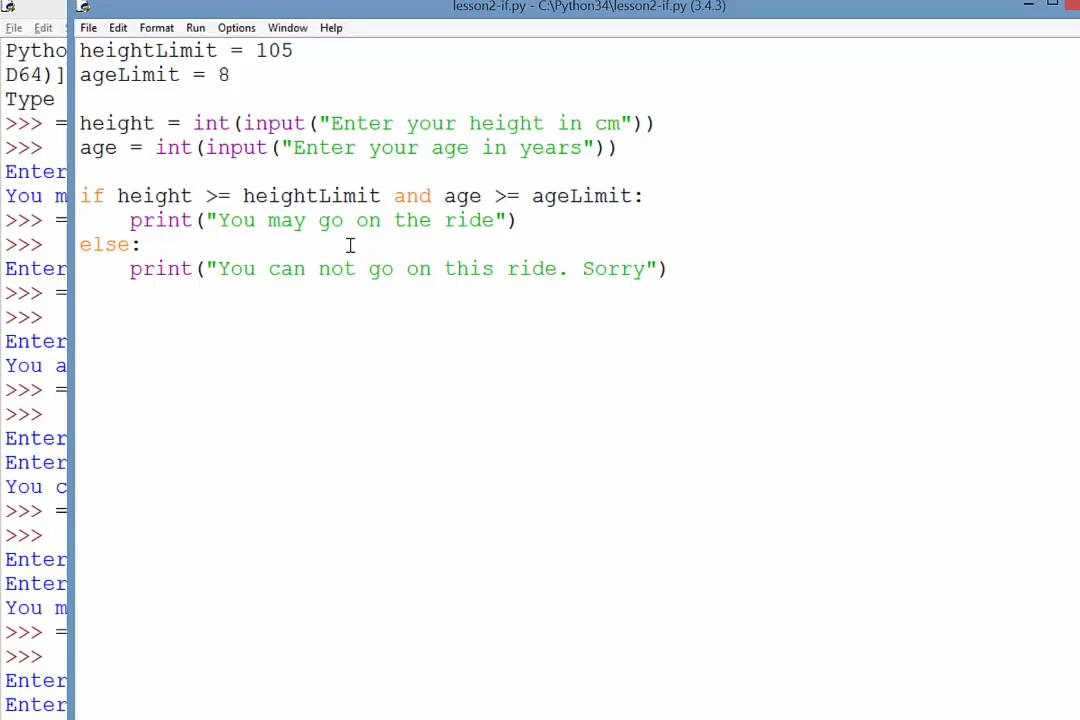 lesson2-if.py - C:\Python34\lesson2-if.py (3.4.3)
File Edit
File Edit Format Run Options Window Help
Pytho
D64)]
Type
>>> =
>>>
Enter
You m
>>> =
>>>
Enter
>>> =
>>>
Enter
You a
>>> =
>>>
Enter
Enter
You c
>>> =
>>>
Enter
Enter
You m
>>> =
>>>
Enter
Enter
heightLimit = 105
ageLimit = 8
height = int(input("Enter your height in cm"))
age = int(input("Enter your age in years"))
if height >= heightLimit and age >= ageLimit:
    print("You may go on the ride")
else:
    print("You can not go on this ride. Sorry")